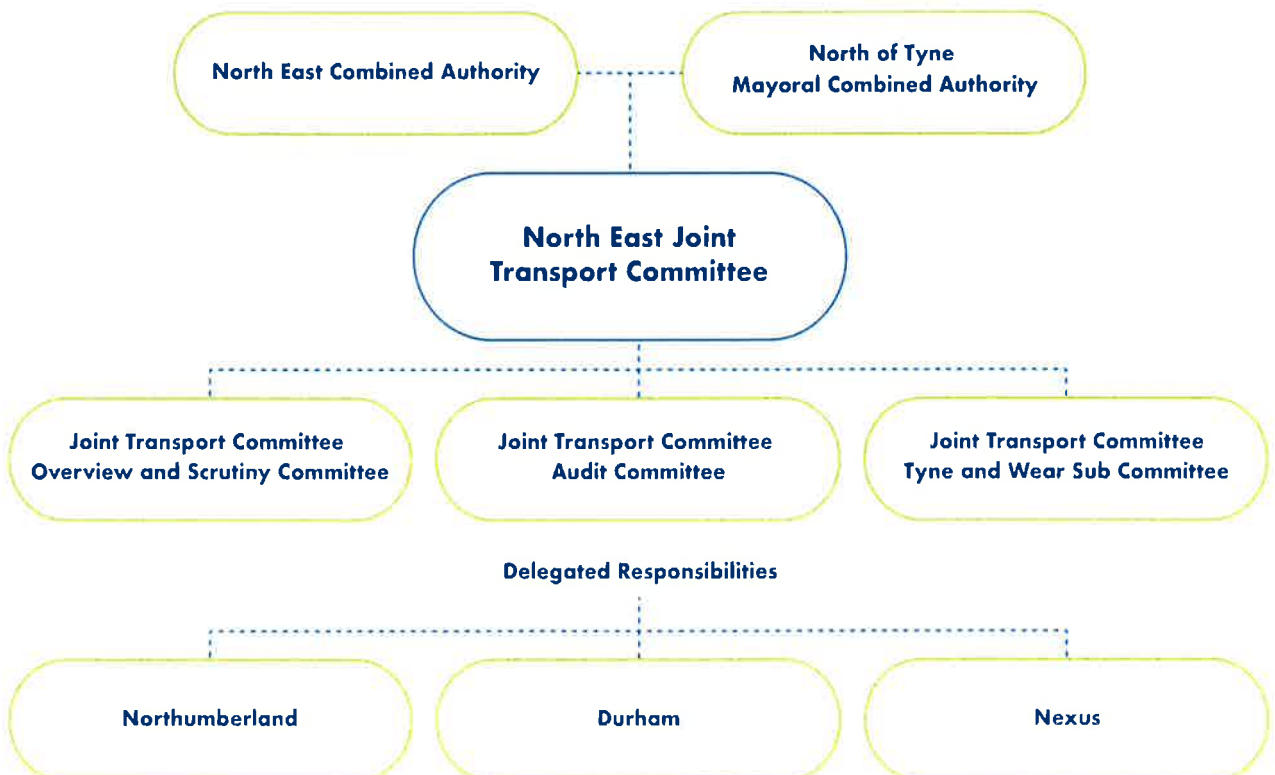 North East Combined Authority
North of Tyne
Mayoral Combined Authority
North East Joint
Transport Committee
Joint Transport Committee
Overview and Scrutiny Committee
Joint Transport Committee
Audit Committee
Joint Transport Committee
Tyne and Wear Sub Committee
Delegated Responsibilities
Northumberland
Durham
Nexus